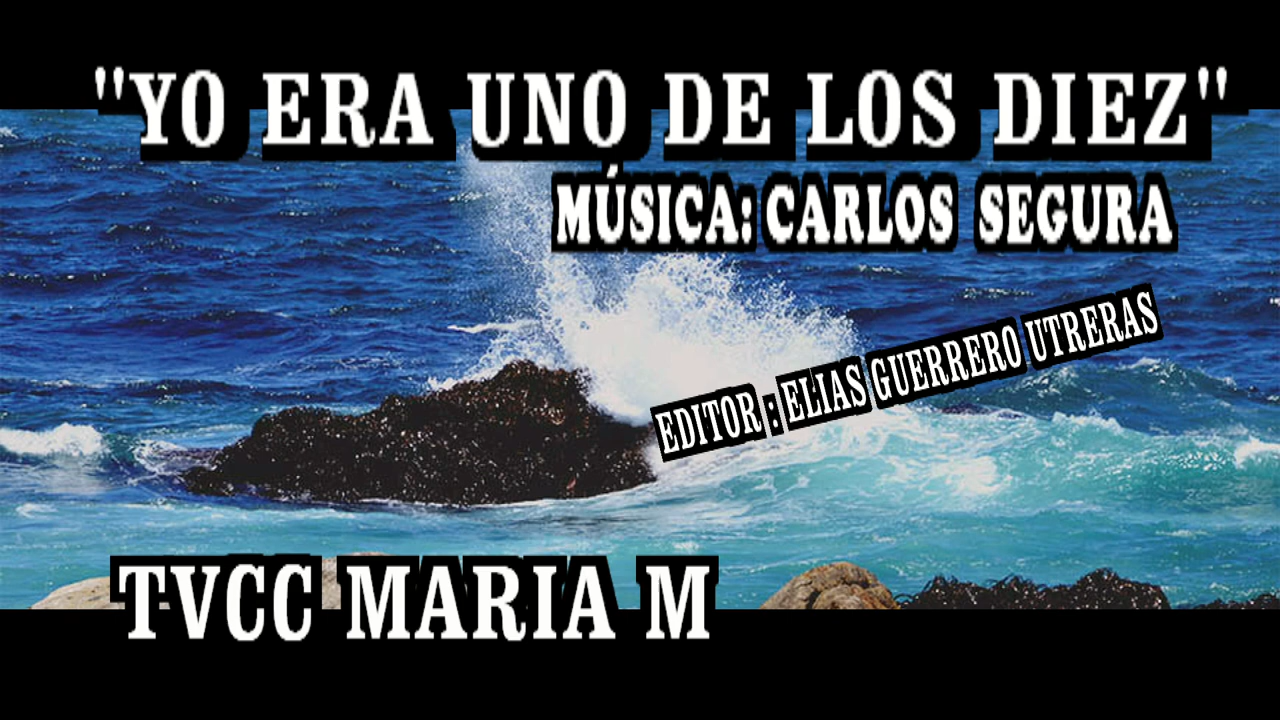 "YO ERA UNO DE LOS DIEZ"
MÚSICA: CARLOS SEGURA
EDITOR : ELIAS GUERRERO UTRERAS
TVCC MARIA M